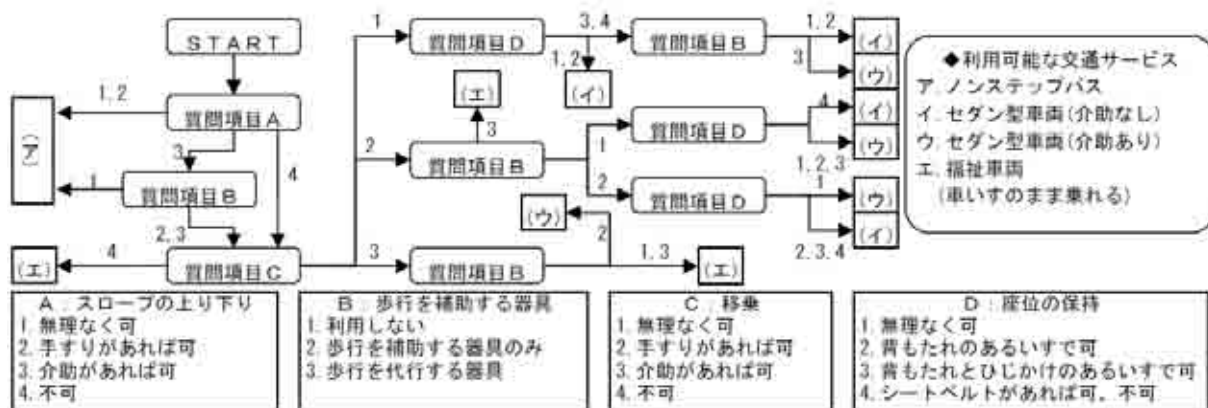 START
質問項目A
質問項目B
質問項目C
1,2
3
4
1
2,3
4
(ア)
(エ)
1
2
3
質問項目D
質問項目B
質問項目B
3,4
1,2
(イ)
3
(エ)
1
2
(ウ)
2
1,3
(エ)
質問項目B
質問項目D
質問項目D
1,2
3
(イ)
(ウ)
4
1,2,3
(イ)
(ウ)
1
2,3,4
(ウ)
(イ)
◆利用可能な交通サービス
ア.ノンステップバス
イ.セダン型車両(介助なし)
ウ.セダン型車両(介助あり)
エ.福祉車両
(車いすのまま乗れる)
A:スロープの上り下り
1.無理なく可
2.手すりがあれば可
3.介助があれば可
4.不可
B:歩行を補助する器具
1.利用しない
2.歩行を補助する器具のみ
3.歩行を代行する器具
C:移乗
1.無理なく可
2.手すりがあれば可
3.介助があれば可
4.不可
D:座位の保持
1.無理なく可
2.背もたれのあるいすで可
3.背もたれとひじかけのあるいすで可
4.シートベルトがあれば可,不可